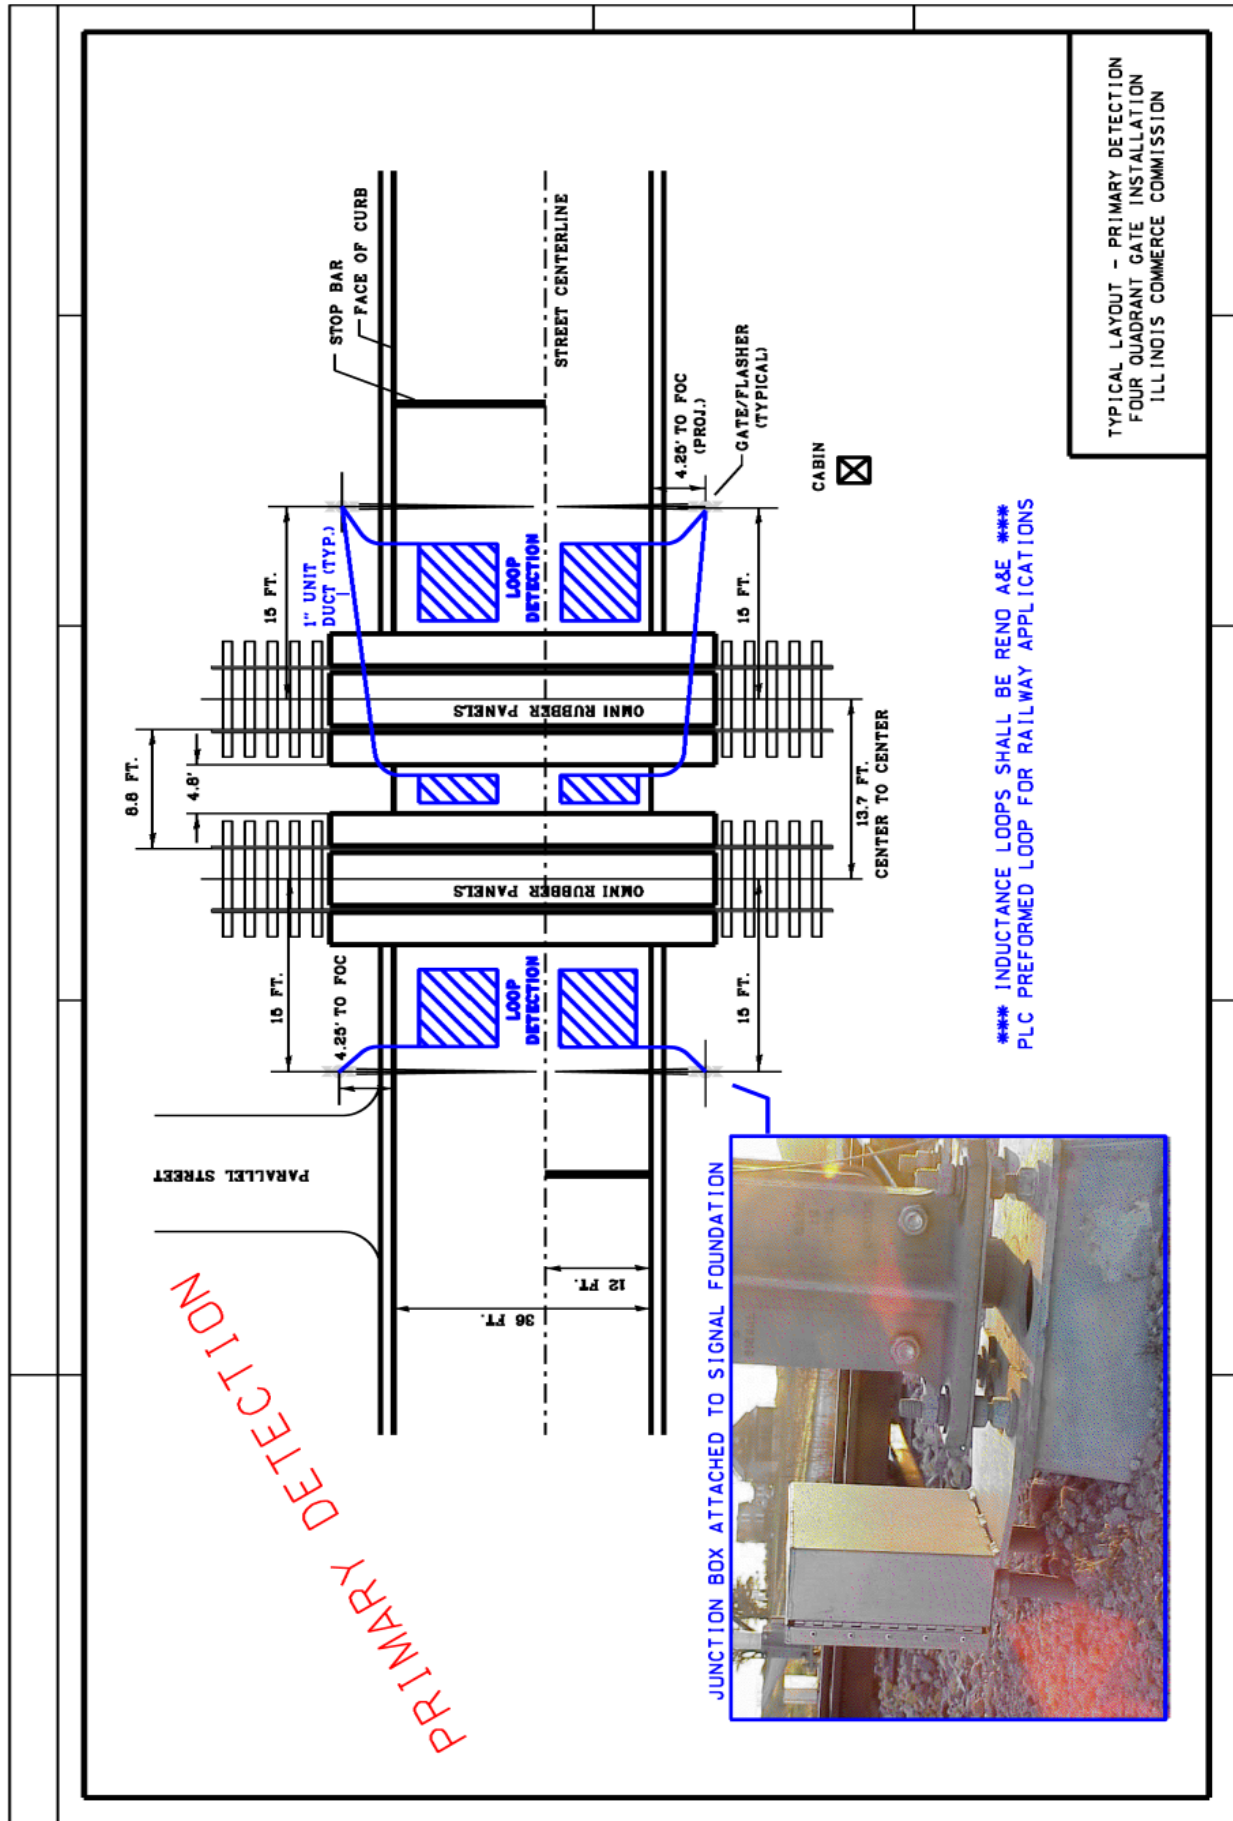 PRIMARY DETECTION
PARALLEL STREET
36 FT.
12 FT.
15 FT.
4.25' TO FOC
LOOP
DETECTION
15 FT.
8.8 FT.
4.8'
OMNI RUBBER PANELS
OMNI RUBBER PANELS
13.7 FT.
CENTER TO CENTER
15 FT.
1" UNIT
DUCT (TYP.)
LOOP
DETECTION
15 FT.
STOP BAR
FACE OF CURB
STREET CENTERLINE
4.25' TO FOC
(PROJ.)
GATE/FLASHER
(TYPICAL)
CABIN
JUNCTION BOX ATTACHED TO SIGNAL FOUNDATION
*** INDUCTANCE LOOPS SHALL BE RENO A&E ***
PLC PREFORMED LOOP FOR RAILWAY APPLICATIONS
TYPICAL LAYOUT - PRIMARY DETECTION
FOUR QUADRANT GATE INSTALLATION
ILLINOIS COMMERCE COMMISSION